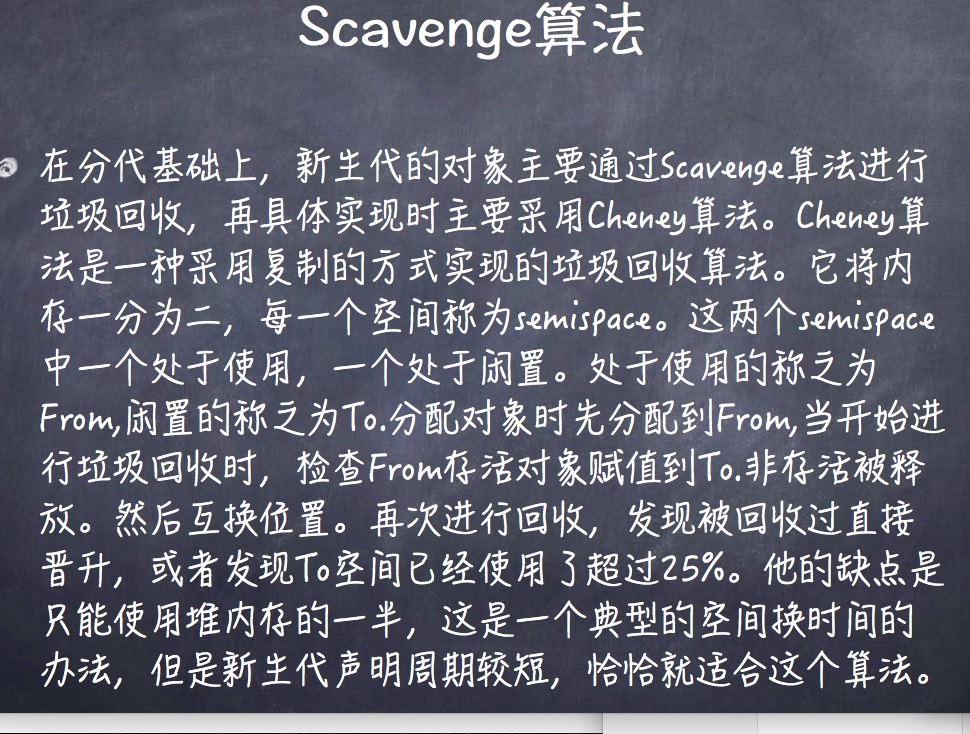 Scavenge算法
在分代基础上，新生代的对象主要通过Scavenge算法进行
垃圾回收，再具体实现时主要采用Cheney算法。Cheney算
法是一种采用复制的方式实现的垃圾回收算法。它将内
存一分为二，每一个空间称为semispace。这两个semispace
中一个处于使用，一个处于闲置。处于使用的称之为
From,闲置的称之为To.分配对象时先分配到From,当开始进
行垃圾回收时，检查From存活对象赋值到To.非存活被释
放。然后互换位置。再次进行回收，发现被回收过直接
晋升，或者发现To空间已经使用了超过25%。他的缺点是
只能使用堆内存的一半，这是一个典型的空间换时间的
办法，但是新生代声明周期较短，恰恰就适合这个算法。